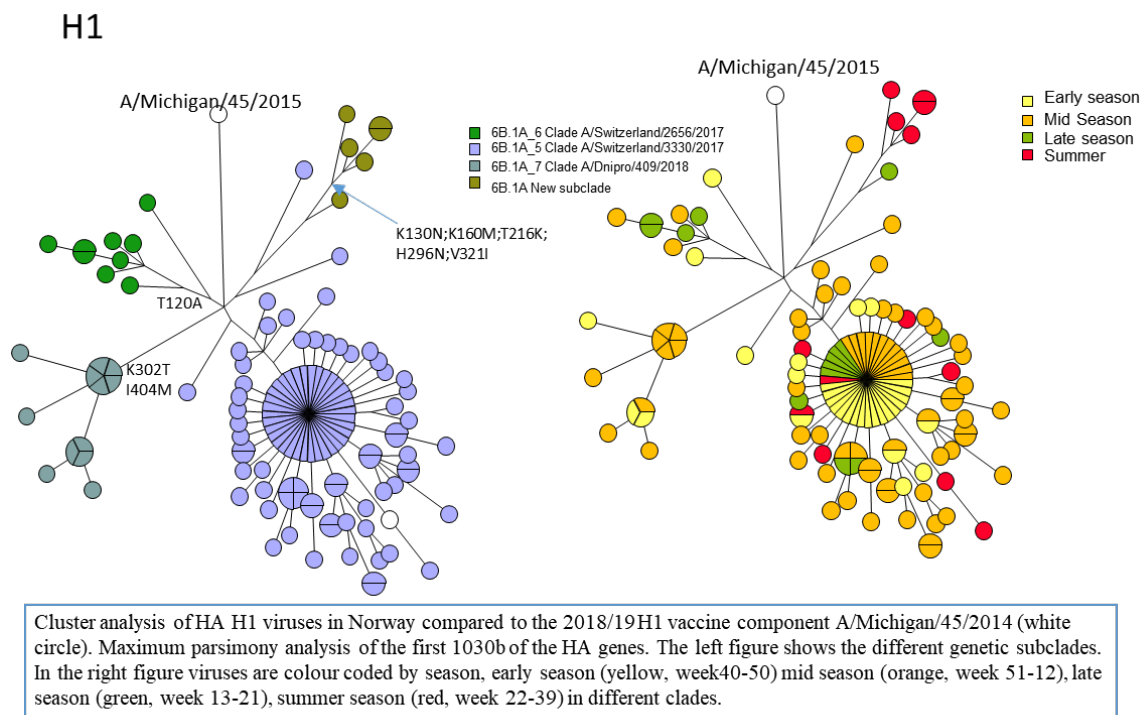 H1
A/Michigan/45/2015
6B.1A_6 Clade A/Switzerland/2656/2017
6B.1A_5 Clade A/Switzerland/3330/2017
6B.1A_7 Clade A/Dnipro/409/2018
6B.1A New subclade
K130N;K160M;T216K;
H296N;V321I
T120A
K302T
I404M
A/Michigan/45/2015
Early season
Mid Season
Late season
Summer
Cluster analysis of HA H1 viruses in Norway compared to the 2018/19 H1 vaccine component A/Michigan/45/2014 (white
circle). Maximum parsimony analysis of the first 1030b of the HA genes. The left figure shows the different genetic subclades.
In the right figure viruses are colour coded by season, early season (yellow, week40-50) mid season (orange, week 51-12), late
season (green, week 13-21), summer season (red, week 22-39) in different clades.